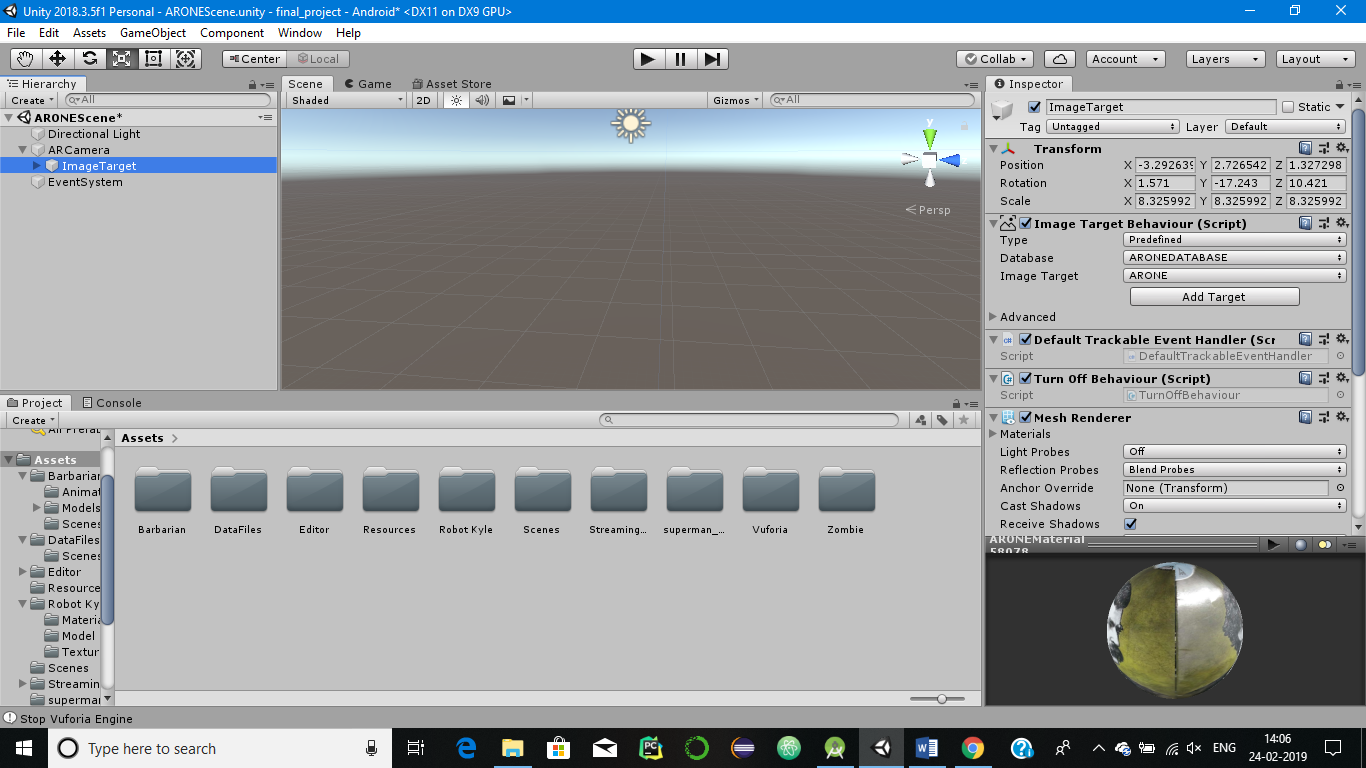 Unity 2018.3.5f1 Personal - ARONEScene.unity - final_project - Android* <DX11 on DX9 GPU>
File Edit Assets GameObject Component Window Help
Center Local Collab Account Layers Layout
Hierarchy
Create All
ARONEScene*
Directional Light
ARCamera
ImageTarget
EventSystem
Scene Game Asset Store
Shaded 2D Gizmos All
y
Persp
Inspector
ImageTarget Static
Tag Untagged Layer Default
Transform
Position X -3.292639 Y 2.726542 Z 1.327298
Rotation X 1.571 Y -17.243 Z 10.421
Scale X 8.325992 Y 8.325992 Z 8.325992
Image Target Behaviour (Script)
Type Predefined
Database ARONEDATABASE
Image Target ARONE
Add Target
Advanced
Default Trackable Event Handler (Scr
Script DefaultTrackableEventHandler
Turn Off Behaviour (Script)
Script TurnOffBehaviour
Mesh Renderer
Materials
Light Probes Off
Reflection Probes Blend Probes
Anchor Override None (Transform)
Cast Shadows On
Receive Shadows
ARONEMaterial
58078
Project Console
Create
All Prefab
Assets
Barbarian
Animat
Models
Scenes
DataFiles
Scenes
Editor
Resource
Robot Ky
Materia
Model
Textur
Scenes
Streamin
superman
Assets
Barbarian DataFiles Editor Resources Robot Kyle Scenes Streaming... superman_... Vuforia Zombie
Stop Vuforia Engine
Type here to search
PC
W
ENG
14:06
24-02-2019